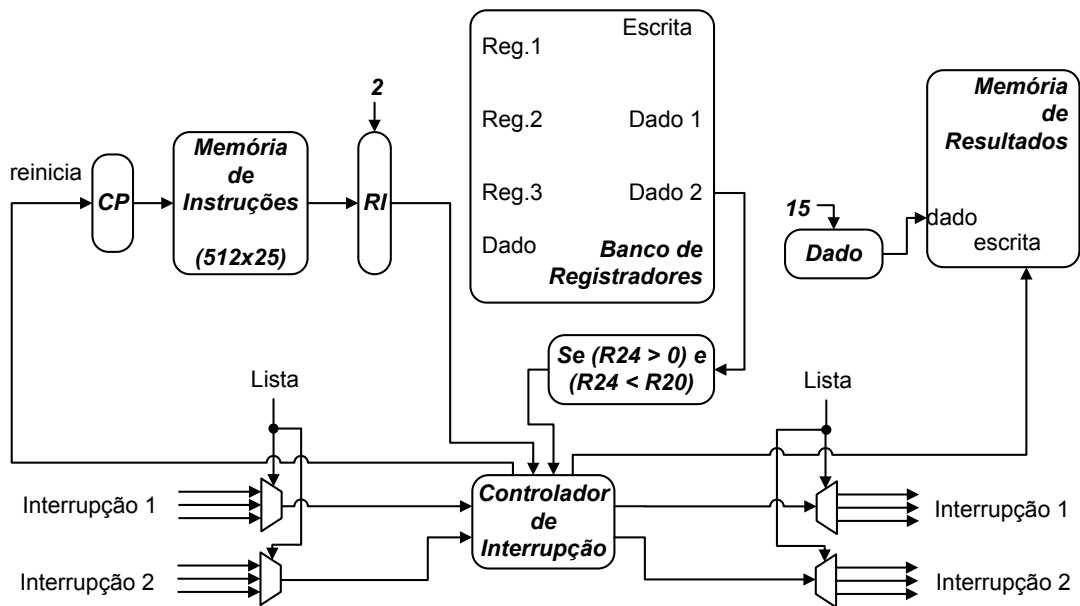 Escrita
Reg.1
2
Memória
de
Resultados
Reg.2
Dado 1
Memória
de
Instruções
(512x25)
reinicia
CP
RI
Reg.3
Dado 2
15
dado
escrita
Dado
Dado
Banco de
Registradores
Se (R24 > 0) e
(R24 < R20)
Lista
Lista
Controlador
de
Interrupção
Interrupção 1
Interrupção 1
Interrupção 2
Interrupção 2